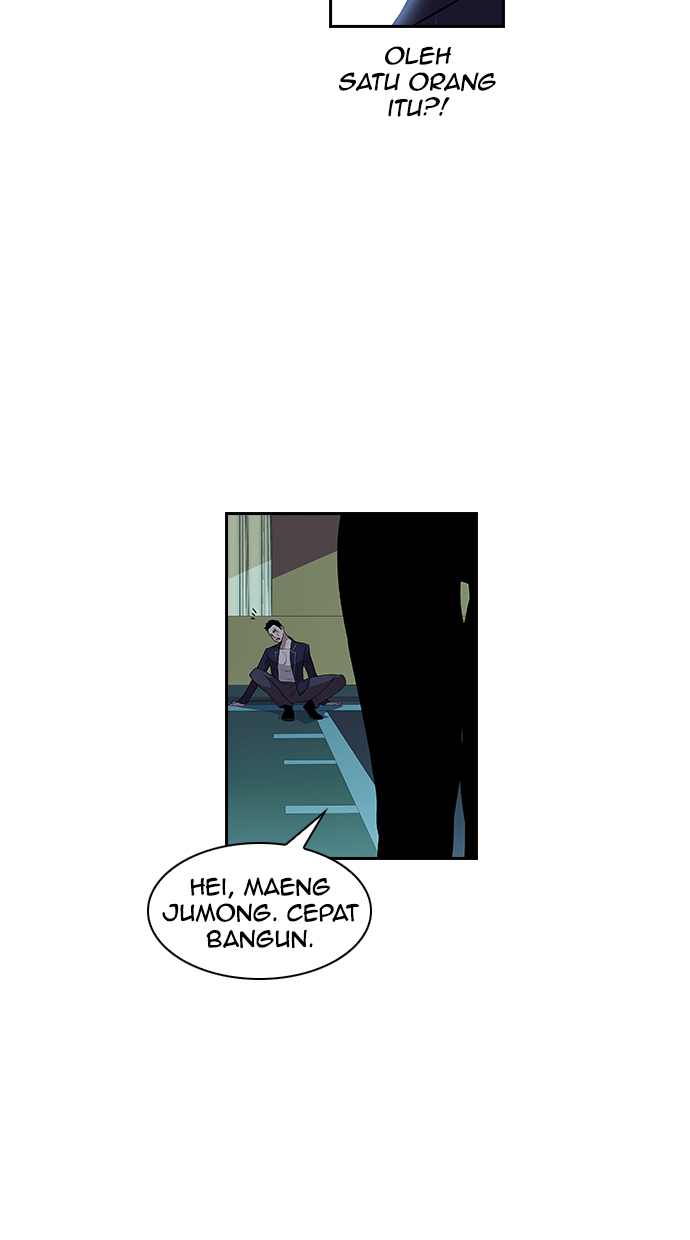 OLEH
SATU ORANG
ITU?!
HEI, MAENG
JUMONG. CEPAT
BANGUN.